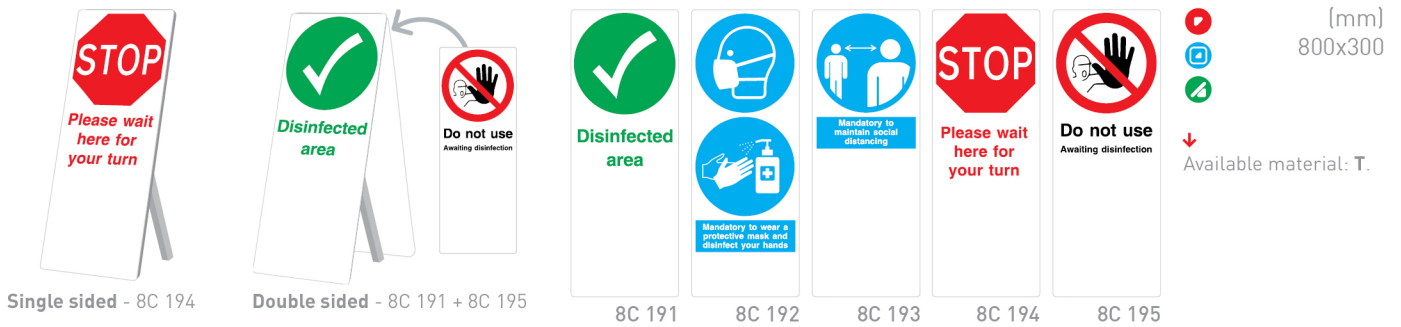 STOP
Please wait
here for
your turn
Single sided - 8C 194
Disinfected
area
Do not use
Awaiting disinfection
Double sided - 8C 191 + 8C 195
Disinfected
area
8C 191
Mandatory to wear a
protective mask and
disinfect your hands
8C 192
Mandatory to
maintain social
distancing
8C 193
STOP
Please wait
here for
your turn
8C 194
Do not use
Awaiting disinfection
8C 195
(mm)
800x300
Available material: T.